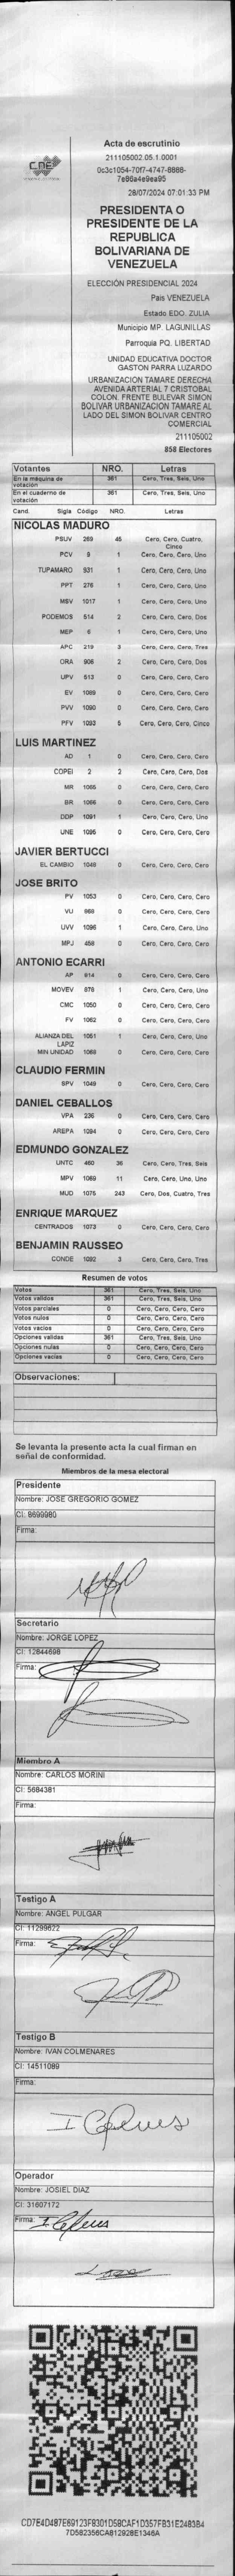 CNE
Acta de escrutinio
211105002.05.1.0001
0c3c1054-70f7-4747-8888-
7e86a4e9ea95
28/07/2024 07:01:33 PM
PRESIDENTA O
PRESIDENTE DE LA
REPUBLICA
BOLIVARIANA DE
VENEZUELA
ELECCIÓN PRESIDENCIAL 2024
Pais VENEZUELA
Estado EDO. ZULIA
Municipio MP. LAGUNILLAS
Parroquia PQ. LIBERTAD
UNIDAD EDUCATIVA DOCTOR
GASTON PARRA LUZARDO
URBANIZACION TAMARE DERECHA
AVENIDA ARTERIAL 7 CRISTOBAL
COLON. FRENTE BULEVAR SIMON
BOLIVAR URBANIZACION TAMARE AL
LADO DEL SIMON BOLIVAR CENTRO
COMERCIAL
211105002
858 Electores
Votantes NRO. Letras
En la máquina de votación 361 Cero, Tres, Seis, Uno
En el cuaderno de votación 361 Cero, Tres, Seis, Uno
Cand. Sigla Código NRO. Letras
NICOLAS MADURO
PSUV 269 45 Cero, Cero, Cuatro, Cinco
PCV 9 1 Cero, Cero, Cero, Uno
TUPAMARO 931 1 Cero, Cero, Cero, Uno
PPT 276 1 Cero, Cero, Cero, Uno
MSV 1017 1 Cero, Cero, Cero, Uno
PODEMOS 514 2 Cero, Cero, Cero, Dos
MEP 6 1 Cero, Cero, Cero, Uno
APC 219 3 Cero, Cero, Cero, Tres
ORA 908 2 Cero, Cero, Cero, Dos
UPV 513 0 Cero, Cero, Cero, Cero
EV 1089 0 Cero, Cero, Cero, Cero
PVV 1090 0 Cero, Cero, Cero, Cero
PFV 1093 5 Cero, Cero, Cero, Cinco
LUIS MARTINEZ
AD 1 0 Cero, Cero, Cero, Cero
COPEI 2 2 Cero, Cero, Cero, Dos
MR 1065 0 Cero, Cero, Cero, Cero
BR 1066 0 Cero, Cero, Cero, Cero
DDP 1091 1 Cero, Cero, Cero, Uno
UNE 1095 0 Cero, Cero, Cero, Cero
JAVIER BERTUCCI
EL CAMBIO 1048 0 Cero, Cero, Cero, Cero
JOSE BRITO
PV 1053 0 Cero, Cero, Cero, Cero
VU 968 0 Cero, Cero, Cero, Cero
UVV 1096 1 Cero, Cero, Cero, Uno
MPJ 458 0 Cero, Cero, Cero, Cero
ANTONIO ECARRI
AP 914 0 Cero, Cero, Cero, Cero
MOVEV 878 1 Cero, Cero, Cero, Uno
CMC 1050 0 Cero, Cero, Cero, Cero
FV 1062 0 Cero, Cero, Cero, Cero
ALIANZA DEL LAPIZ 1051 1 Cero, Cero, Cero, Uno
MIN UNIDAD 1069 0 Cero, Cero, Cero, Cero
CLAUDIO FERMIN
SPV 1049 0 Cero, Cero, Cero, Cero
DANIEL CEBALLOS
VPA 236 0 Cero, Cero, Cero, Cero
AREPA 1094 0 Cero, Cero, Cero, Cero
EDMUNDO GONZALEZ
UNTC 460 36 Cero, Cero, Tres, Seis
MPV 1069 11 Cero, Cero, Uno, Uno
MUD 1075 243 Cero, Dos, Cuatro, Tres
ENRIQUE MARQUEZ
CENTRADOS 1073 0 Cero, Cero, Cero, Cero
BENJAMIN RAUSSEO
CONDE 1092 3 Cero, Cero, Cero, Tres
Resumen de votos
Votos 361 Cero, Tres, Seis, Uno
Votos validos 361 Cero, Tres, Seis, Uno
Votos parciales 0 Cero, Cero, Cero, Cero
Votos nulos 0 Cero, Cero, Cero, Cero
Votos vacios 0 Cero, Cero, Cero, Cero
Opciones validas 361 Cero, Tres, Seis, Uno
Opciones nulas 0 Cero, Cero, Cero, Cero
Opciones vacias 0 Cero, Cero, Cero, Cero
Observaciones:
Se levanta la presente acta la cual firman en
señal de conformidad.
Miembros de la mesa electoral
Presidente
Nombre: JOSE GREGORIO GOMEZ
CI: 8699980
Firma:
Secretario
Nombre: JORGE LOPEZ
CI: 12844698
Firma:
Miembro A
Nombre: CARLOS MORINI
CI: 5684381
Firma:
Testigo A
Nombre: ANGEL PULGAR
CI: 11299622
Firma:
Testigo B
Nombre: IVAN COLMENARES
CI: 14511089
Firma:
Operador
Nombre: JOSIEL DIAZ
CI: 31607172
Firma:
CD7E4D487E69123F8301D58CAF1D357FB31E2483B4
7D582356CA812928E1346A